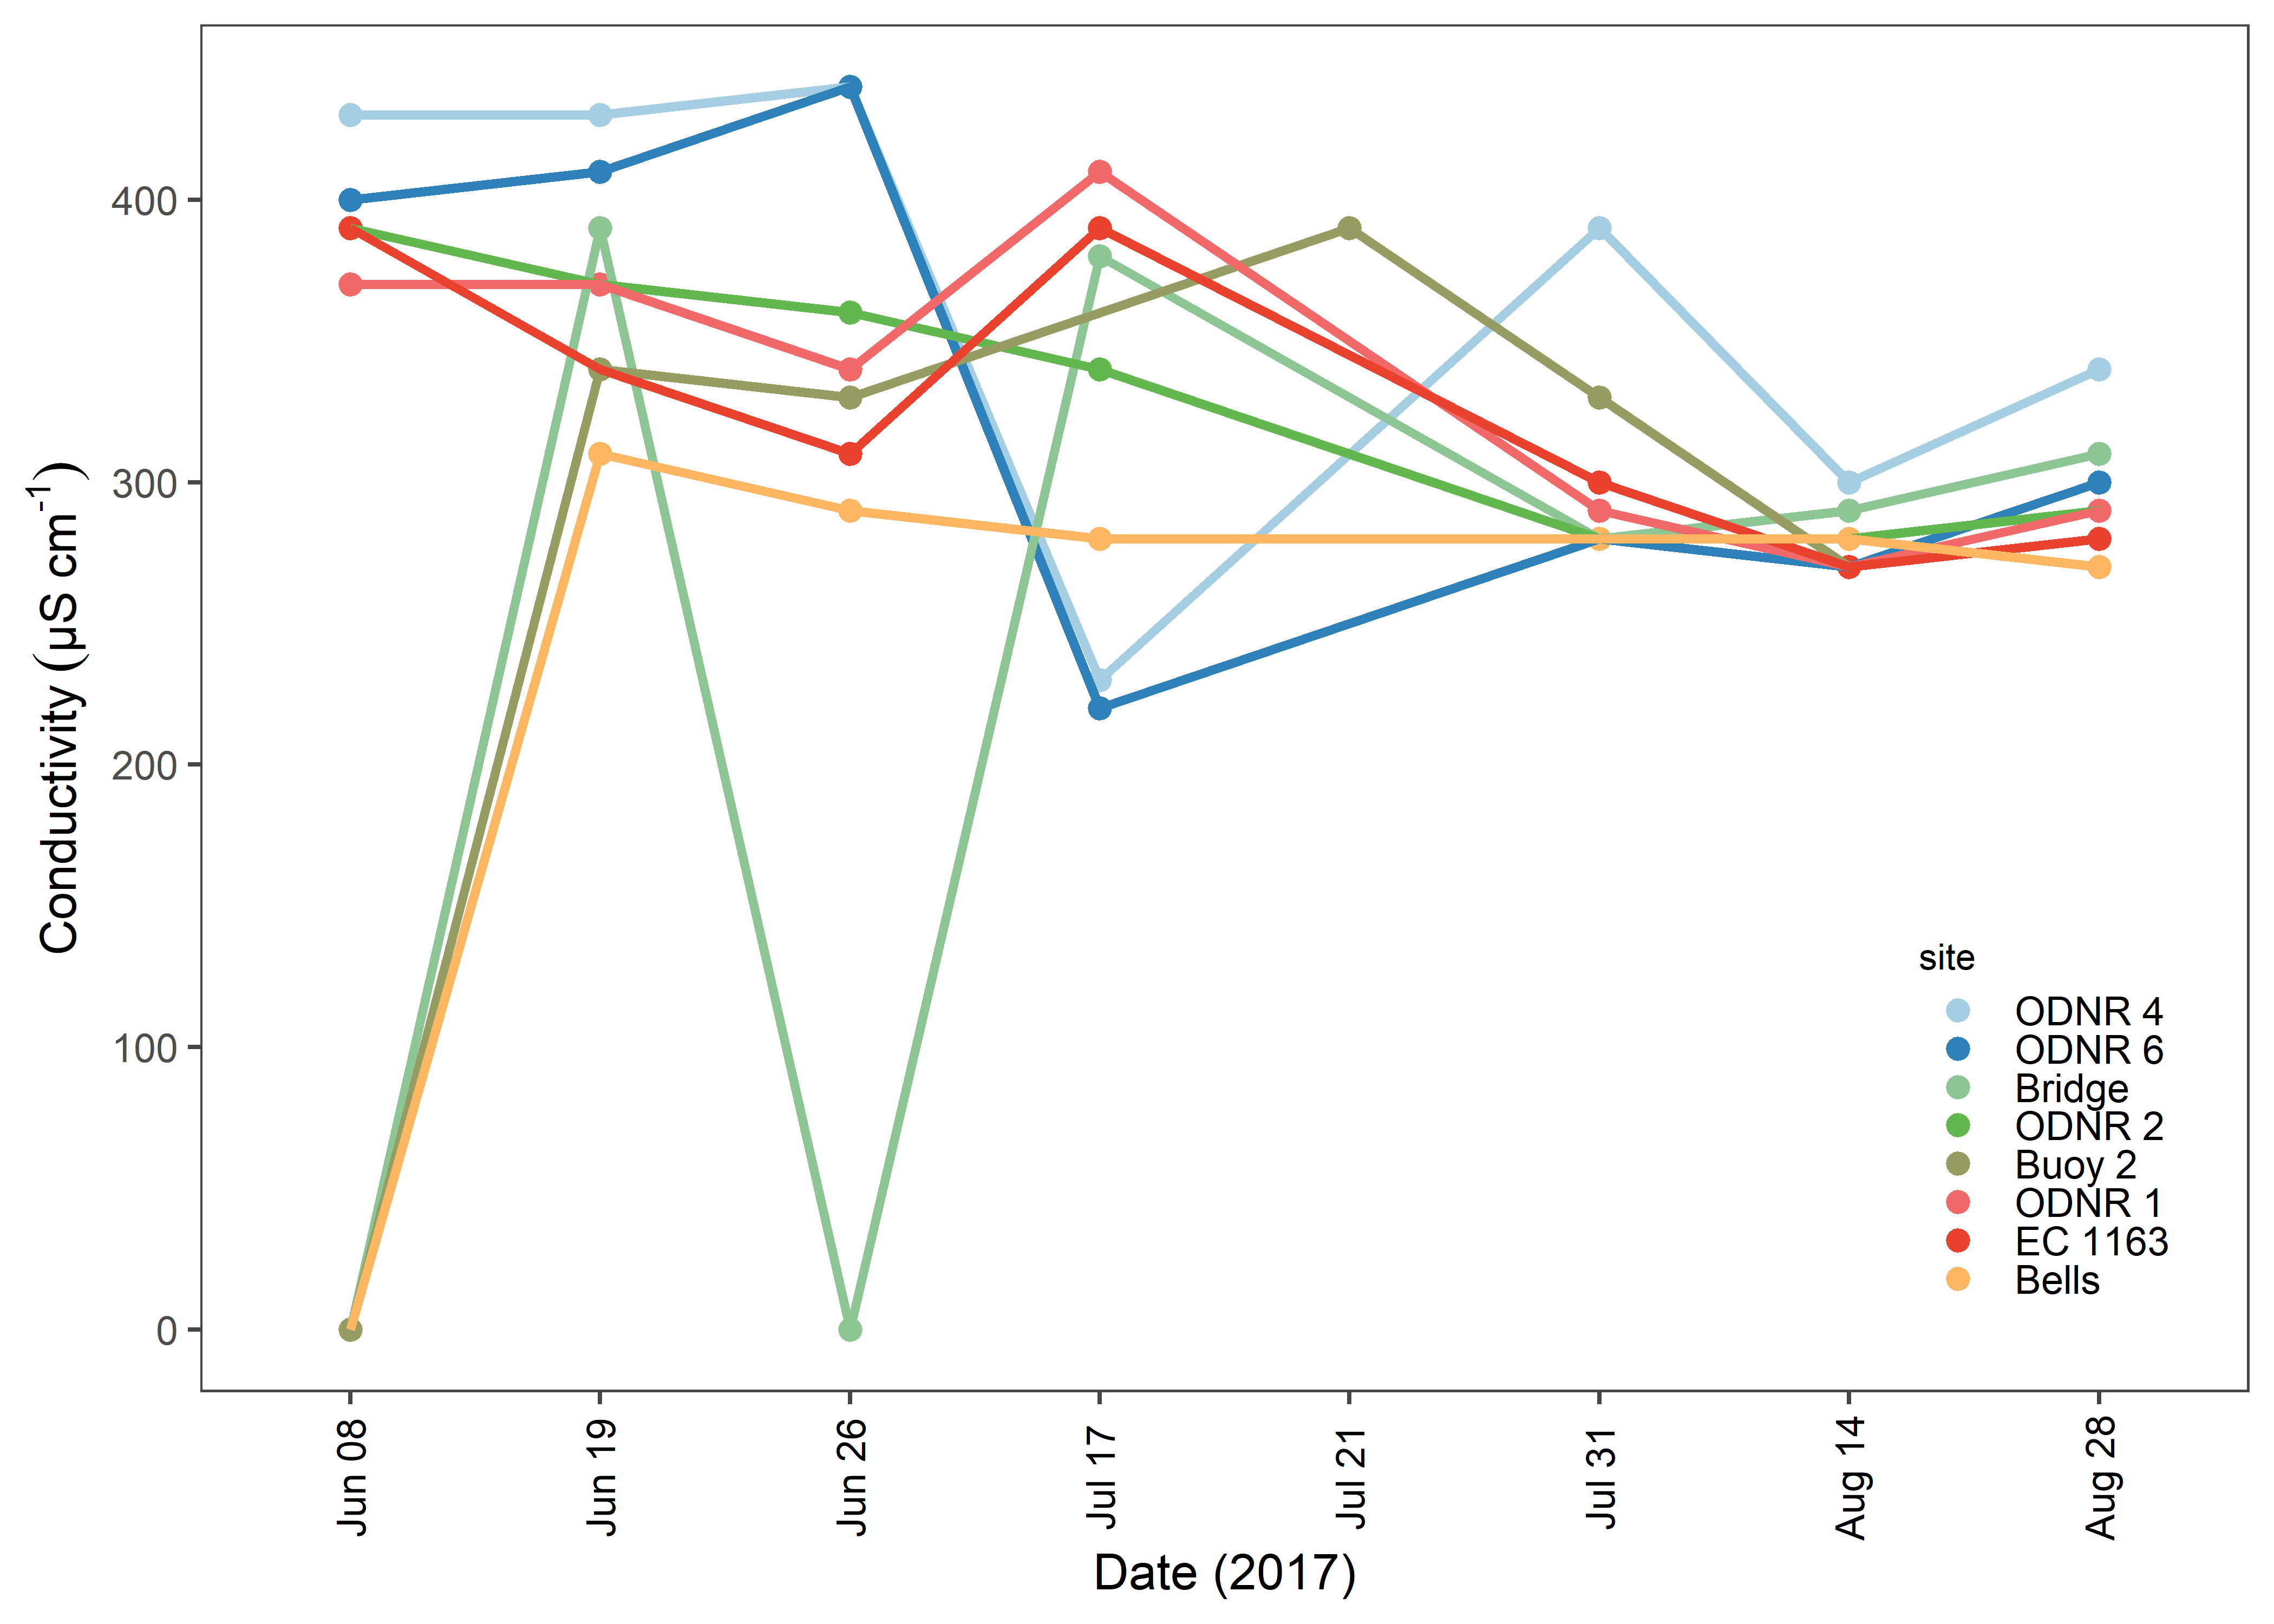 Conductivity (µS cm⁻¹)
400
300
200
100
0
site
ODNR 4
ODNR 6
Bridge
ODNR 2
Buoy 2
ODNR 1
EC 1163
Bells
Jun 08
Jun 19
Jun 26
Jul 17
Jul 21
Jul 31
Aug 14
Aug 28
Date (2017)